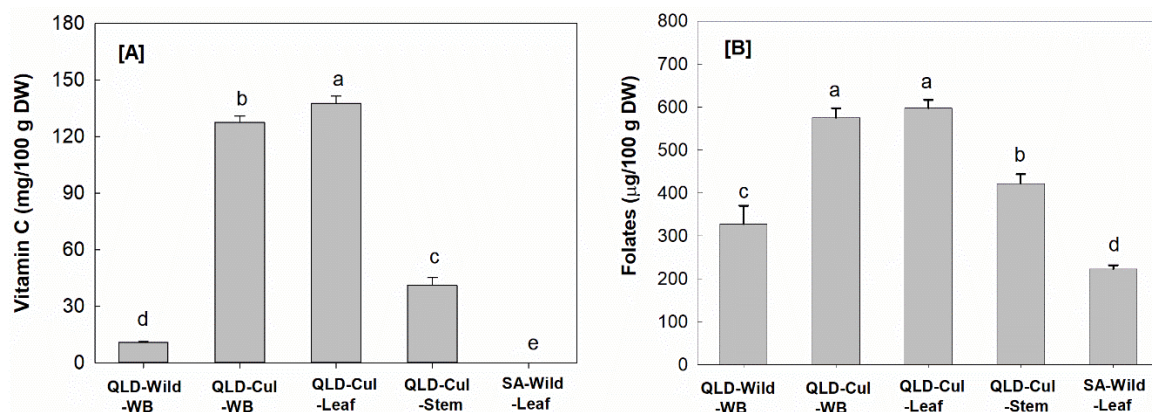 [A]
Vitamin C (mg/100 g DW)
180
150
120
90
60
30
0
d
b
a
c
e
QLD-Wild
-WB
QLD-Cul
-WB
QLD-Cul
-Leaf
QLD-Cul
-Stem
SA-Wild
-Leaf
[B]
Folates (µg/100 g DW)
800
700
600
500
400
300
200
100
0
c
a
a
b
d
QLD-Wild
-WB
QLD-Cul
-WB
QLD-Cul
-Leaf
QLD-Cul
-Stem
SA-Wild
-Leaf